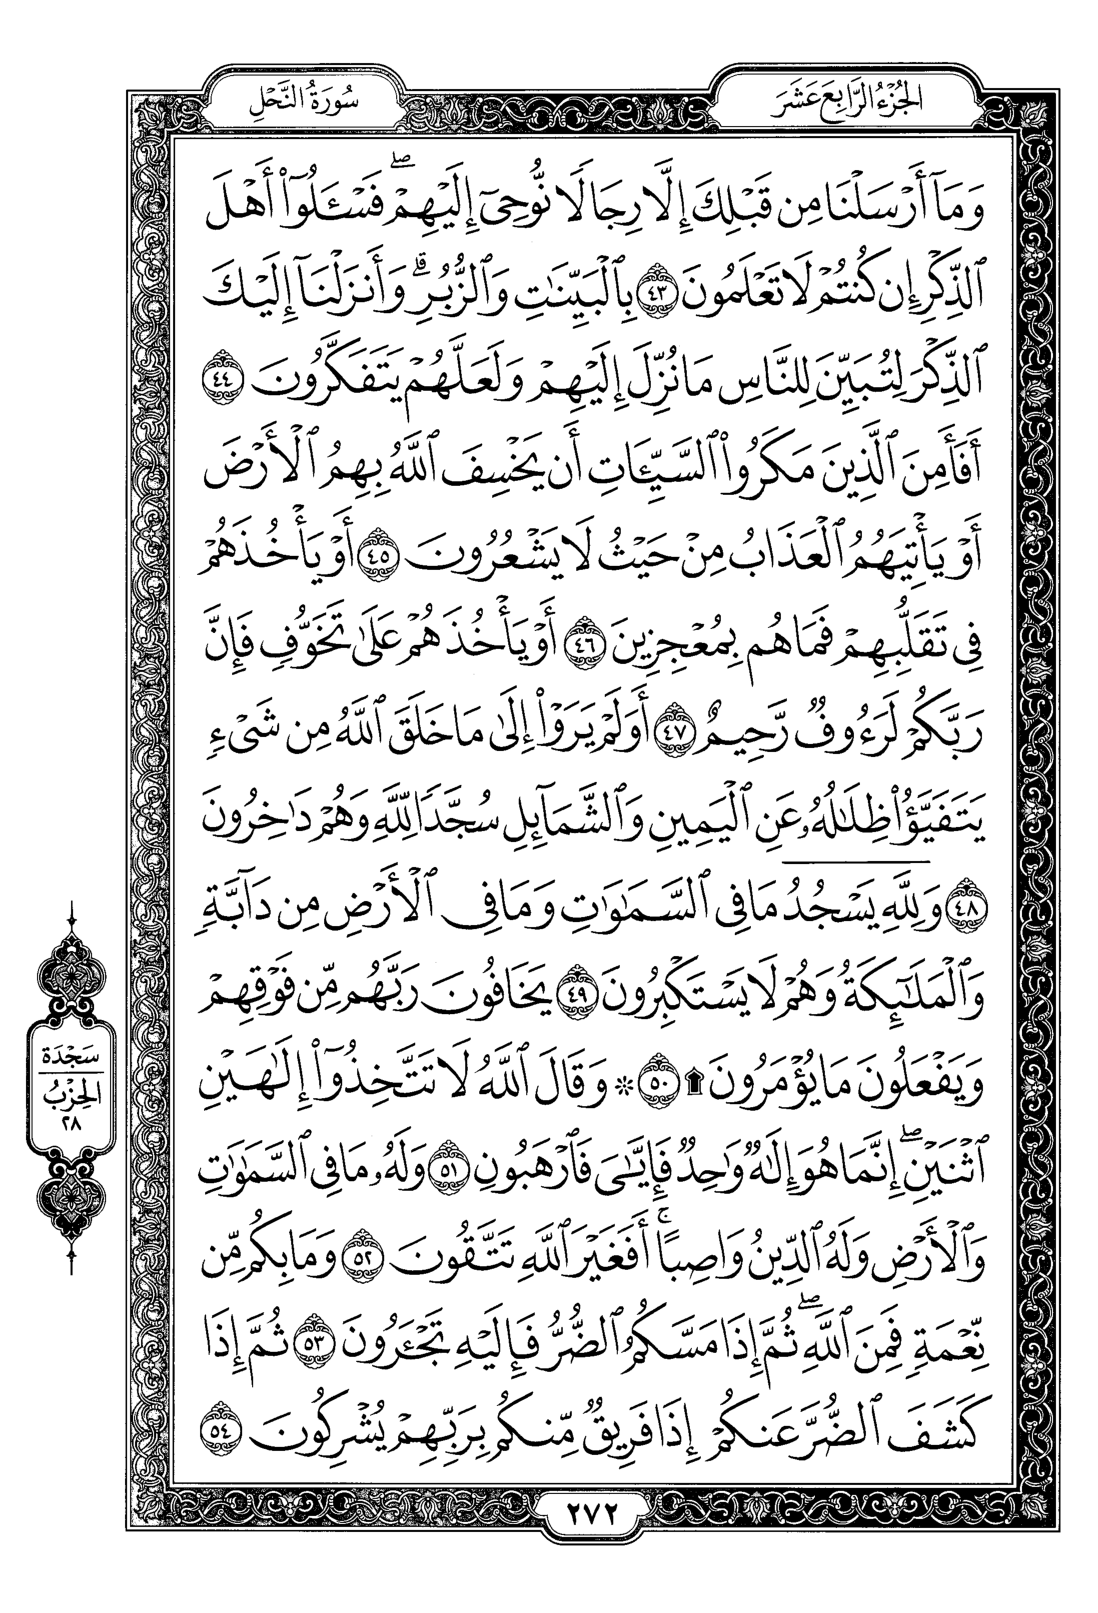 الجُزْءُ الرَّابِعَ عَشَرَ
سُورَةُ النَّحْلِ
وَمَآ أَرْسَلْنَا مِن قَبْلِكَ إِلَّا رِجَالًا نُّوحِىٓ إِلَيْهِمْ ۖ فَسْـَٔلُوٓا۟ أَهْلَ
ٱلذِّكْرِ إِن كُنتُمْ لَا تَعْلَمُونَ ٤٣ بِٱلْبَيِّنَٰتِ وَٱلزُّبُرِ ۗ وَأَنزَلْنَآ إِلَيْكَ
ٱلذِّكْرَ لِتُبَيِّنَ لِلنَّاسِ مَا نُزِّلَ إِلَيْهِمْ وَلَعَلَّهُمْ يَتَفَكَّرُونَ ٤٤
أَفَأَمِنَ ٱلَّذِينَ مَكَرُوا۟ ٱلسَّيِّـَٔاتِ أَن يَخْسِفَ ٱللَّهُ بِهِمُ ٱلْأَرْضَ
أَوْ يَأْتِيَهُمُ ٱلْعَذَابُ مِنْ حَيْثُ لَا يَشْعُرُونَ ٤٥ أَوْ يَأْخُذَهُمْ
فِى تَقَلُّبِهِمْ فَمَا هُم بِمُعْجِزِينَ ٤٦ أَوْ يَأْخُذَهُمْ عَلَىٰ تَخَوُّفٍ فَإِنَّ
رَبَّكُمْ لَرَءُوفٌ رَّحِيمٌ ٤٧ أَوَلَمْ يَرَوْا۟ إِلَىٰ مَا خَلَقَ ٱللَّهُ مِن شَىْءٍ
يَتَفَيَّؤُا۟ ظِلَٰلُهُۥ عَنِ ٱلْيَمِينِ وَٱلشَّمَآئِلِ سُجَّدًا لِّلَّهِ وَهُمْ دَٰخِرُونَ
٤٨ وَلِلَّهِ يَسْجُدُ مَا فِى ٱلسَّمَٰوَٰتِ وَمَا فِى ٱلْأَرْضِ مِن دَآبَّةٍ
وَٱلْمَلَٰٓئِكَةُ وَهُمْ لَا يَسْتَكْبِرُونَ ٤٩ يَخَافُونَ رَبَّهُم مِّن فَوْقِهِمْ
وَيَفْعَلُونَ مَا يُؤْمَرُونَ ۩ ٥٠ * وَقَالَ ٱللَّهُ لَا تَتَّخِذُوٓا۟ إِلَٰهَيْنِ
ٱثْنَيْنِ ۖ إِنَّمَا هُوَ إِلَٰهٌ وَٰحِدٌ فَإِيَّٰىَ فَٱرْهَبُونِ ٥١ وَلَهُۥ مَا فِى ٱلسَّمَٰوَٰتِ
وَٱلْأَرْضِ وَلَهُ ٱلدِّينُ وَاصِبًا ۚ أَفَغَيْرَ ٱللَّهِ تَتَّقُونَ ٥٢ وَمَا بِكُم مِّن
نِّعْمَةٍ فَمِنَ ٱللَّهِ ۖ ثُمَّ إِذَا مَسَّكُمُ ٱلضُّرُّ فَإِلَيْهِ تَجْـَٔرُونَ ٥٣ ثُمَّ إِذَا
كَشَفَ ٱلضُّرَّ عَنكُمْ إِذَا فَرِيقٌ مِّنكُم بِرَبِّهِمْ يُشْرِكُونَ ٥٤
سَجْدَة
الحِزْبُ
٢٨
٢٧٢